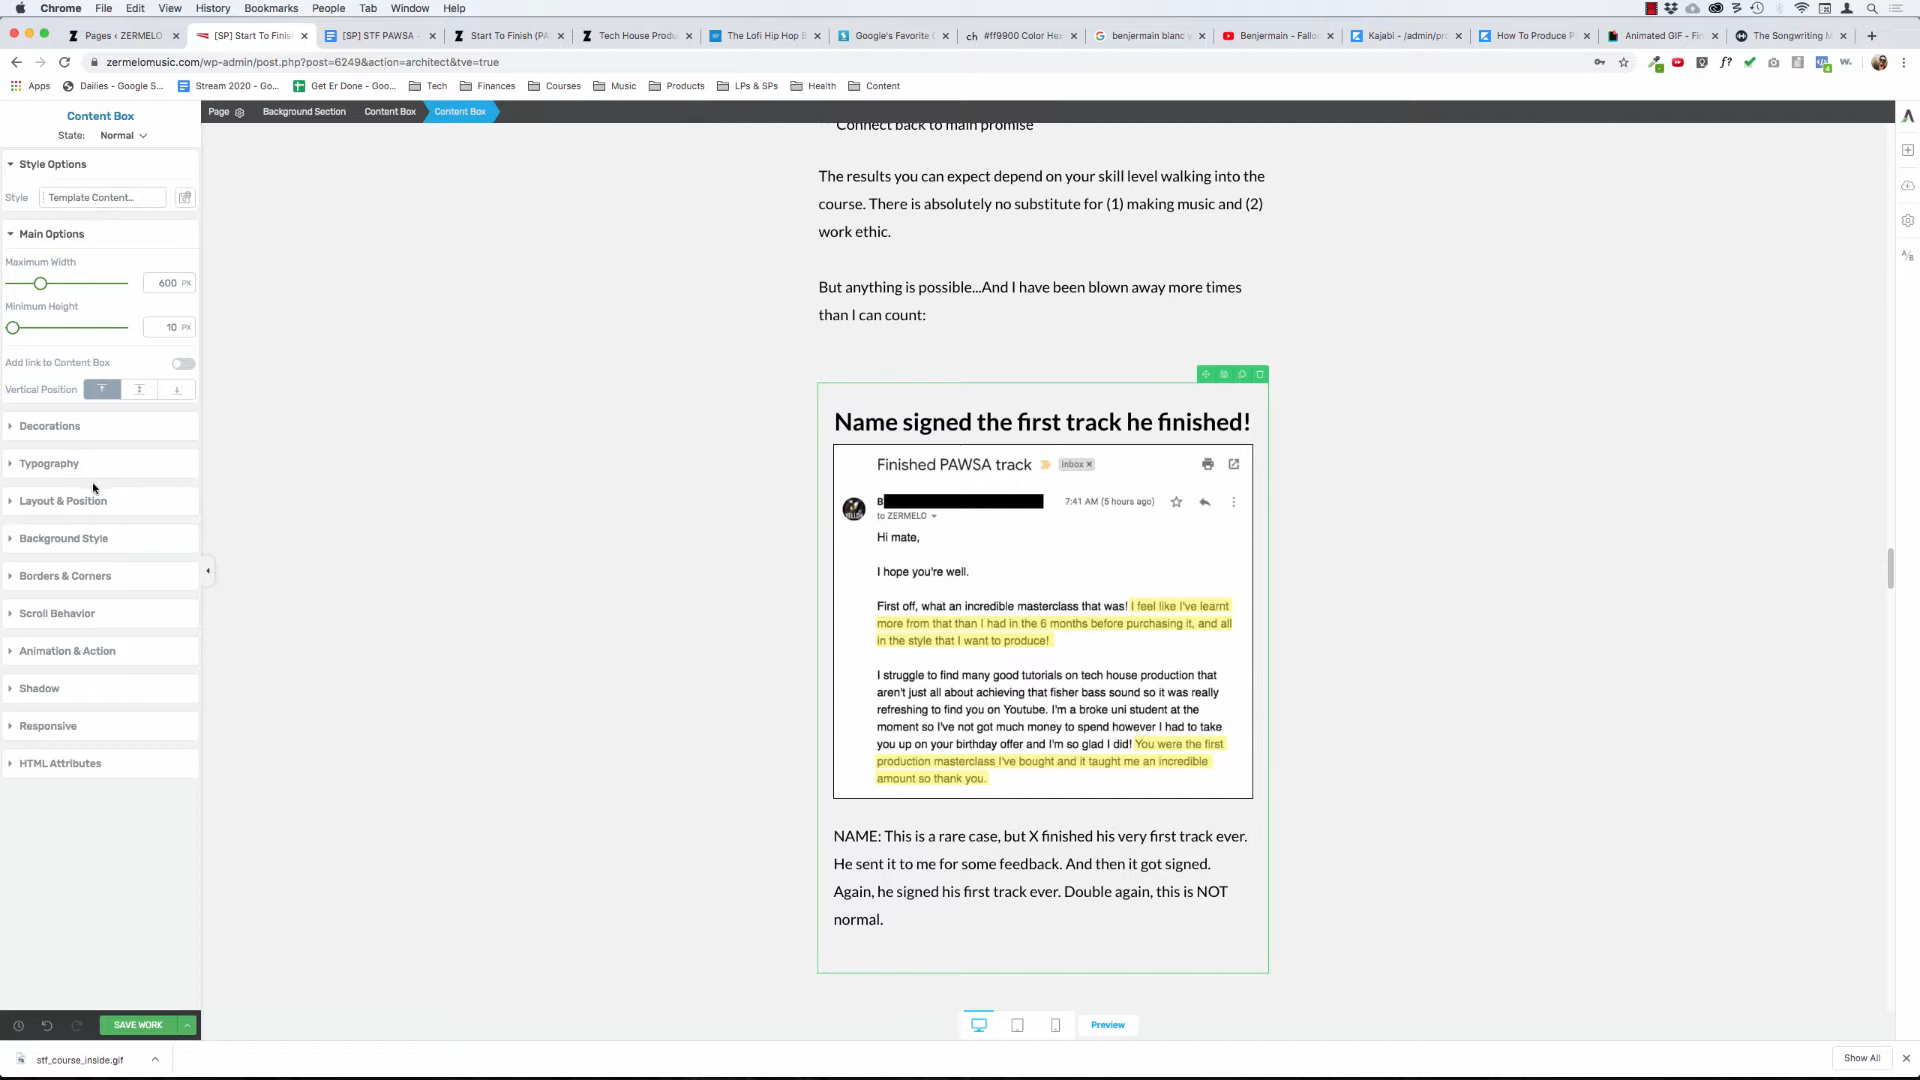 Chrome File Edit View History Bookmarks People Tab Window Help
Pages ‹ ZERMELO
[SP] Start To Finis
[SP] STF PAWSA -
Start To Finish (PA
Tech House Produ
The Lofi Hip Hop B
Google's Favorite C
#ff9900 Color Hex
benjermain blanc y
Benjermain - Fallo
Kajabi - /admin/pro
How To Produce P
Animated GIF - Fin
The Songwriting M
zermelomusic.com/wp-admin/post.php?post=6249&action=architect&tve=true
Apps Dailies - Google S... Stream 2020 - Go... Get Er Done - Goo... Tech Finances Courses Music Products LPs & SPs Health Content
Page Background Section Content Box Content Box
Content Box
State: Normal
Style Options
Style Template Content...
Main Options
Maximum Width
600 PX
Minimum Height
10 PX
Add link to Content Box
Vertical Position
Decorations
Typography
Layout & Position
Background Style
Borders & Corners
Scroll Behavior
Animation & Action
Shadow
Responsive
HTML Attributes
SAVE WORK
Connect back to main promise
The results you can expect depend on your skill level walking into the
course. There is absolutely no substitute for (1) making music and (2)
work ethic.
But anything is possible...And I have been blown away more times
than I can count:
Name signed the first track he finished!
Finished PAWSA track Inbox ×
B 7:41 AM (5 hours ago)
to ZERMELO
Hi mate,
I hope you're well.
First off, what an incredible masterclass that was! I feel like I've learnt
more from that than I had in the 6 months before purchasing it, and all
in the style that I want to produce!
I struggle to find many good tutorials on tech house production that
aren't just all about achieving that fisher bass sound so it was really
refreshing to find you on Youtube. I'm a broke uni student at the
moment so I've not got much money to spend however I had to take
you up on your birthday offer and I'm so glad I did! You were the first
production masterclass I've bought and it taught me an incredible
amount so thank you.
NAME: This is a rare case, but X finished his very first track ever.
He sent it to me for some feedback. And then it got signed.
Again, he signed his first track ever. Double again, this is NOT
normal.
Preview
stf_course_inside.gif
Show All